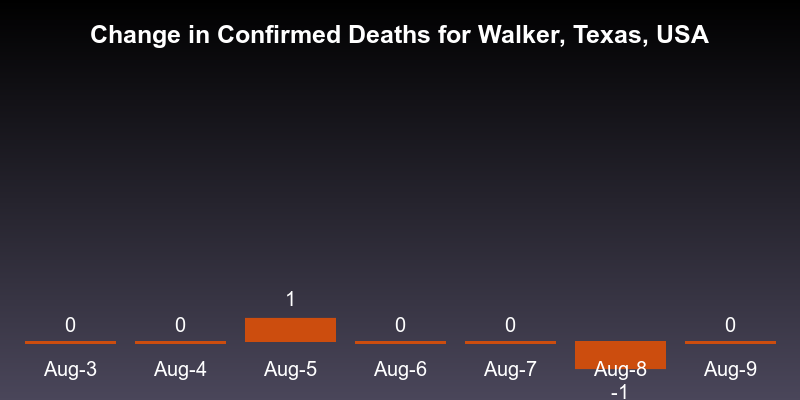 Change in Confirmed Deaths for Walker, Texas, USA
1
0 0 0 0 0
Aug-3 Aug-4 Aug-5 Aug-6 Aug-7 Aug-8 Aug-9
-1